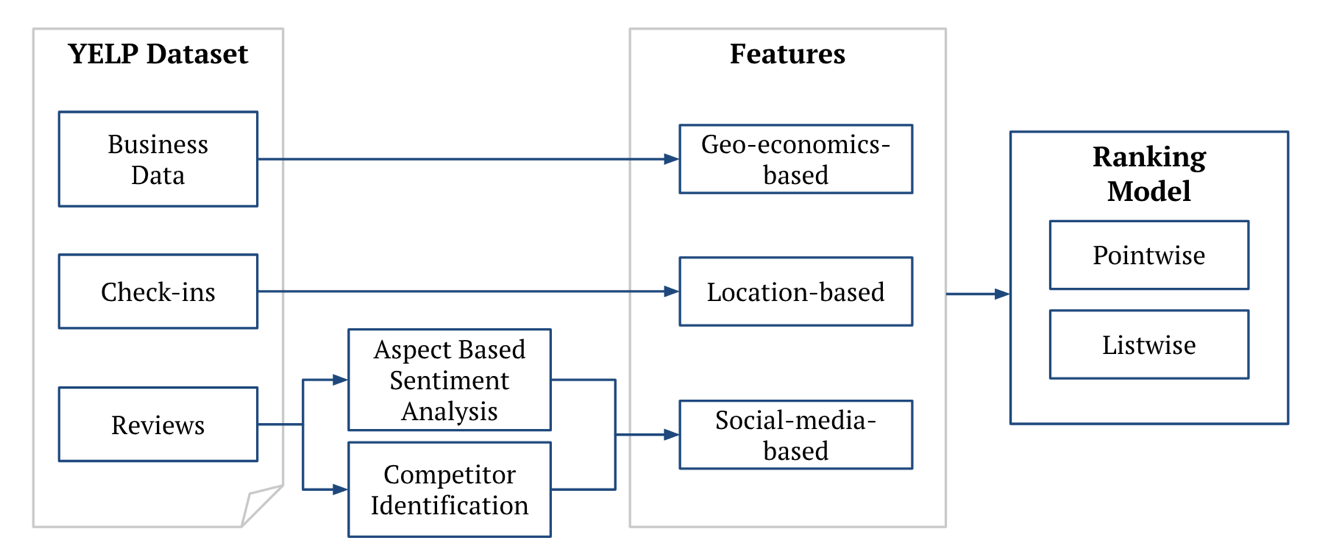 YELP Dataset
Business
Data
Check-ins
Reviews
Aspect Based
Sentiment
Analysis
Competitor
Identification
Features
Geo-economics-
based
Location-based
Social-media-
based
Ranking
Model
Pointwise
Listwise